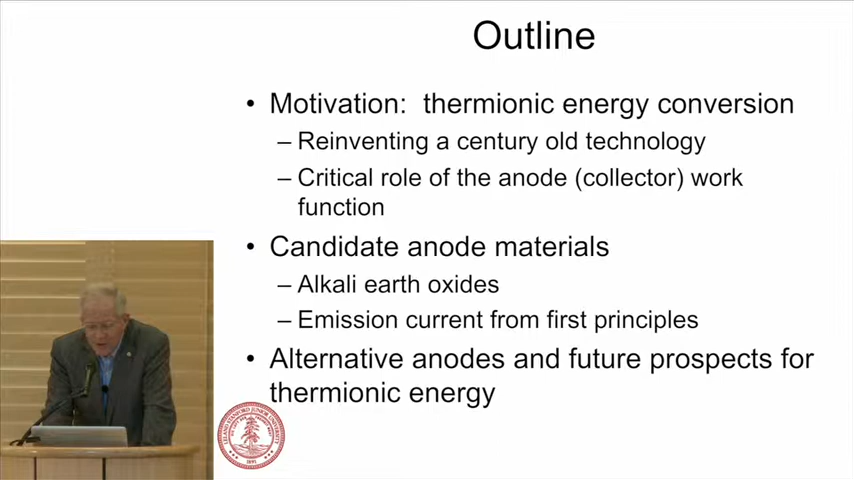 Outline
• Motivation: thermionic energy conversion
– Reinventing a century old technology
– Critical role of the anode (collector) work
function
• Candidate anode materials
– Alkali earth oxides
– Emission current from first principles
• Alternative anodes and future prospects for
thermionic energy